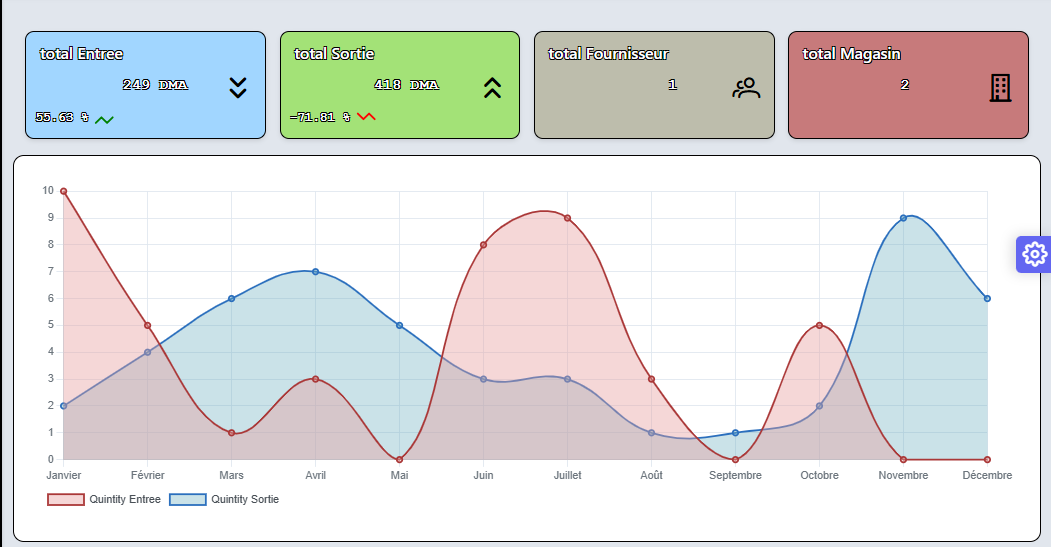 total Entree
249 DMA
55.63 %
total Sortie
418 DMA
-71.81 %
total Fournisseur
1
total Magasin
2
10
9
8
7
6
5
4
3
2
1
0
Janvier Février Mars Avril Mai Juin Juillet Août Septembre Octobre Novembre Décembre
Quintity Entree Quintity Sortie